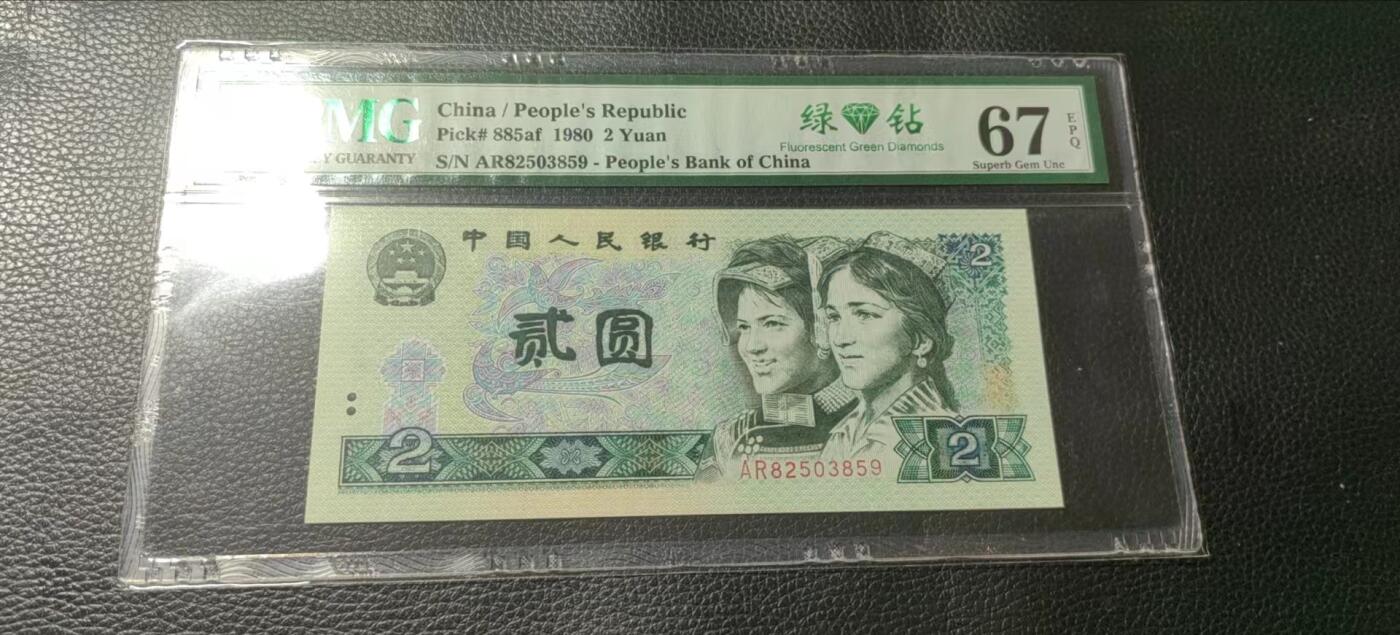 MG
Y GUARANTY
China / People's Republic
Pick# 885af 1980 2 Yuan
S/N AR82503859 - People's Bank of China
绿 钻
Fluorescent Green Diamonds
67
EPQ
Superb Gem Unc
中国人民银行
2
贰圆
2
2
AR82503859